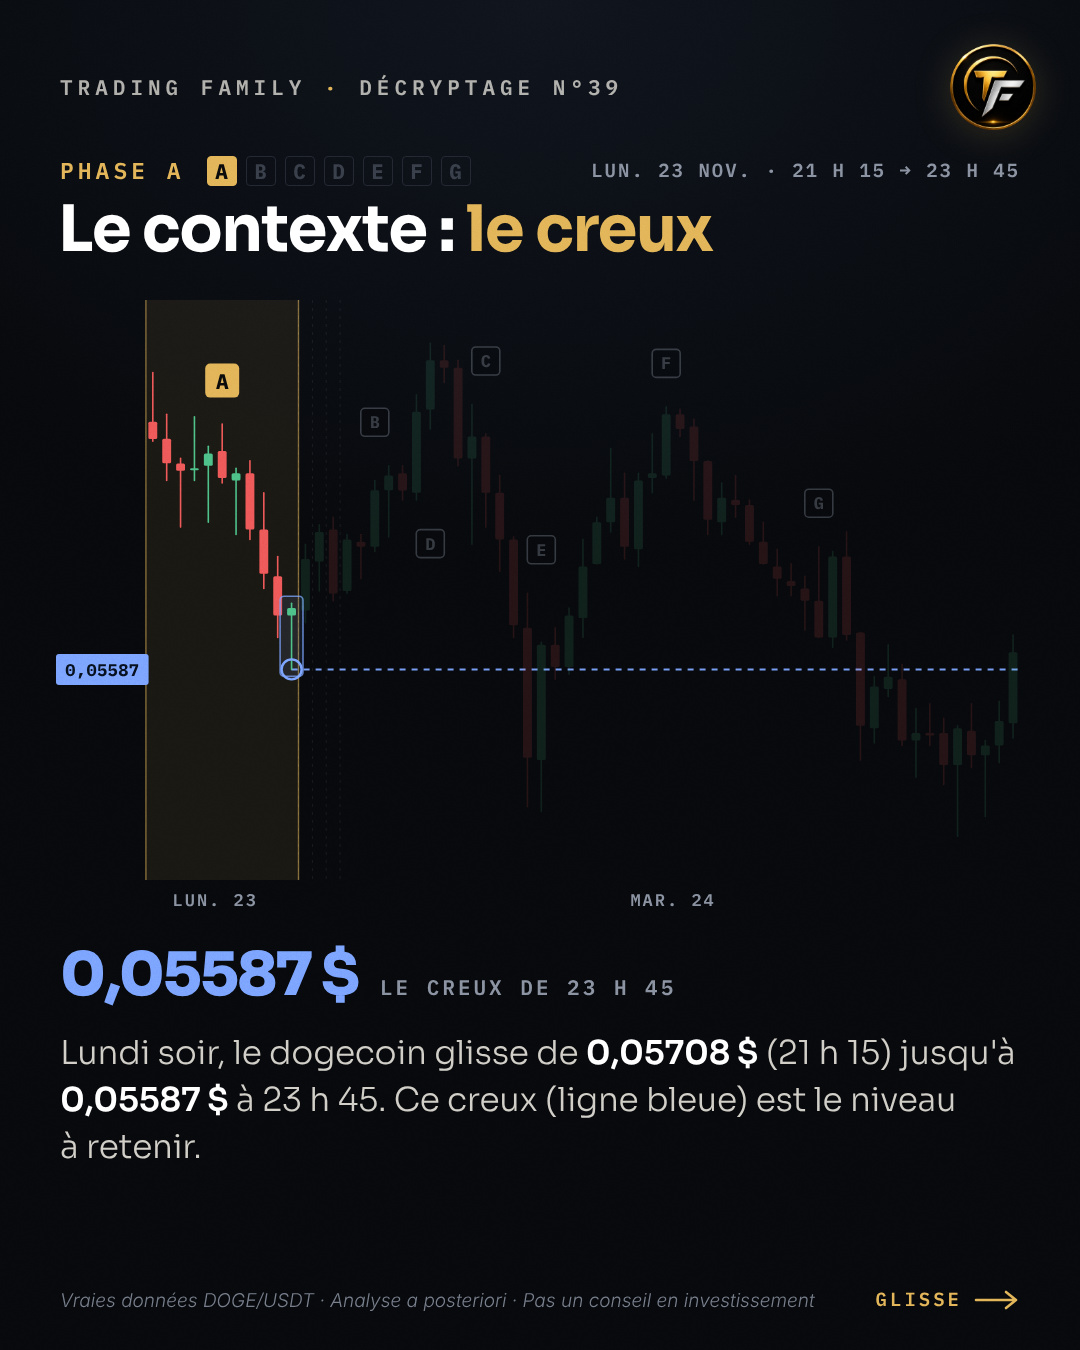 TRADING FAMILY · DÉCRYPTAGE N°39
TF
PHASE A A B C D E F G
LUN. 23 NOV. · 21 H 15 → 23 H 45
Le contexte : le creux
A
B
C
D
E
F
G
0,05587
LUN. 23
MAR. 24
0,05587 $ LE CREUX DE 23 H 45
Lundi soir, le dogecoin glisse de 0,05708 $ (21 h 15) jusqu'à
0,05587 $ à 23 h 45. Ce creux (ligne bleue) est le niveau
à retenir.
Vraies données DOGE/USDT · Analyse a posteriori · Pas un conseil en investissement
GLISSE →